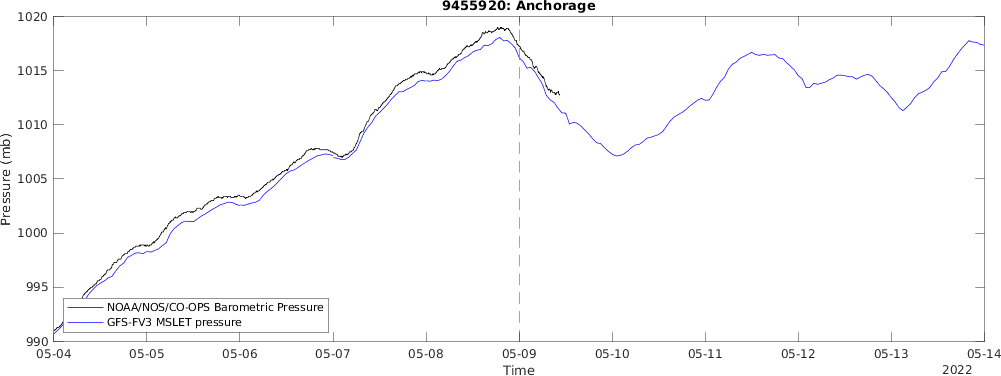 9455920: Anchorage
1020
1015
1010
1005
1000
995
990
Pressure (mb)
NOAA/NOS/CO-OPS Barometric Pressure
GFS-FV3 MSLET pressure
05-04 05-05 05-06 05-07 05-08 05-09 05-10 05-11 05-12 05-13 05-14
Time
2022